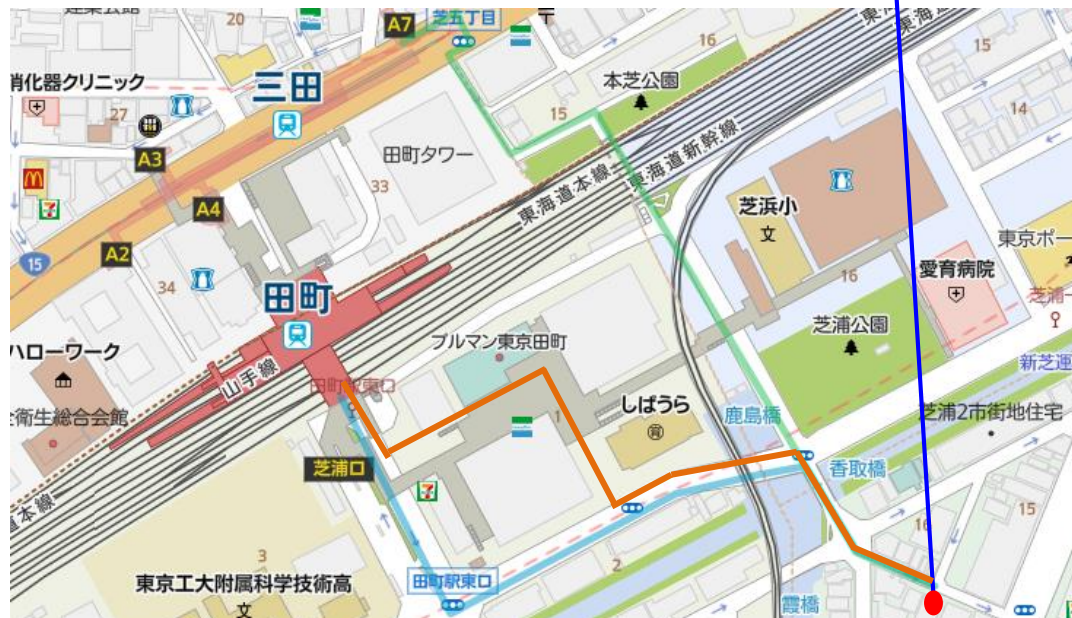 20
A7
芝五丁目
16
15
三田
消化器クリニック
27
本芝公園
15
14
A3
田町タワー
33
東海道本線
東海道新幹線
A4
芝浜小
文
A2
15
34
16
愛育病院
東京ポー
田町
芝浦公園
ハローワーク
山手線
プルマン東京田町
田町駅東口
しばうら
新芝運
衛生総合会館
1
鹿島橋
芝浦2市街地住宅
芝浦口
香取橋
道本線
16
15
3
2
東京工大附属科学技術高
文
田町駅東口
霞橋